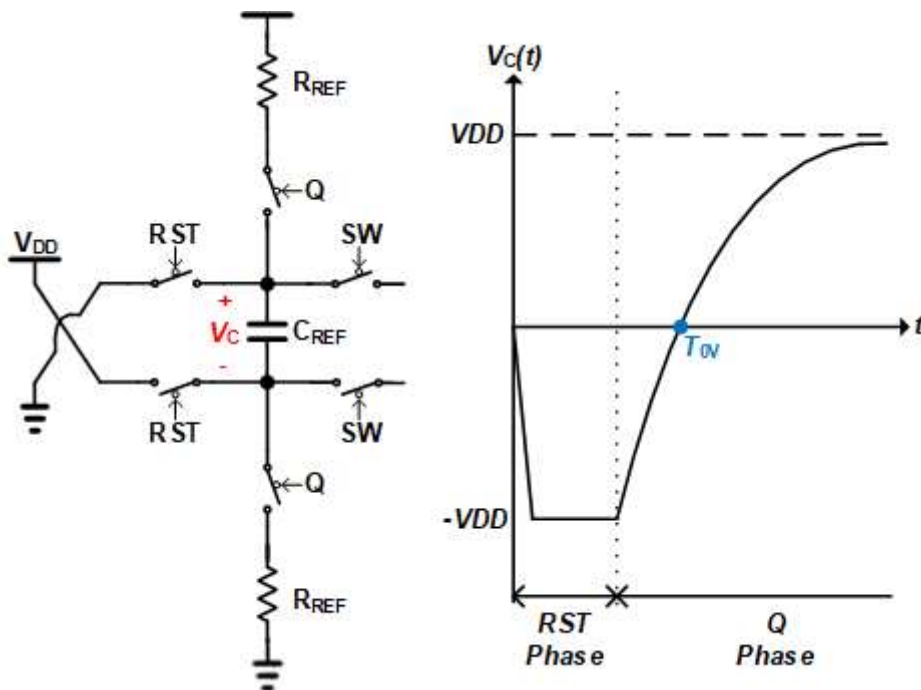 R_REF
Q
V_DD
RST
SW
+
V_C
-
C_REF
RST
SW
Q
R_REF
V_C(t)
VDD
t
T_0V
-VDD
RST
Phase
Q
Phase